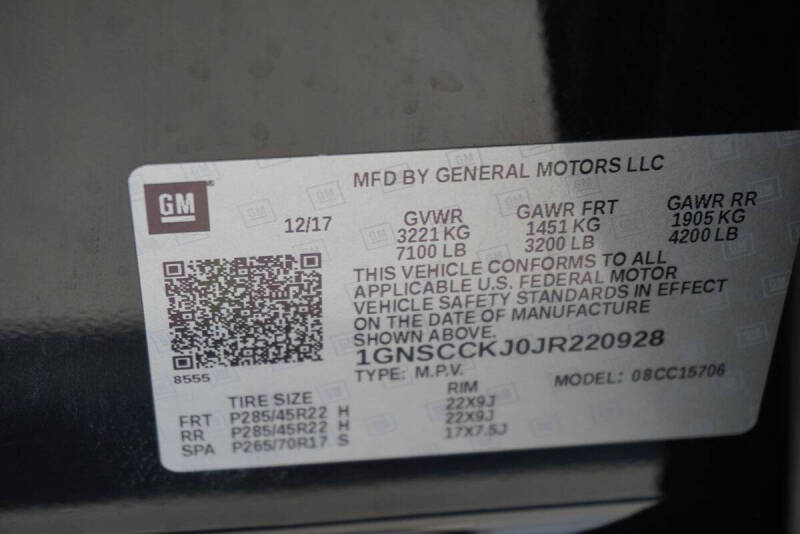 MFD BY GENERAL MOTORS LLC
GM
12/17
GVWR
3221 KG
7100 LB
GAWR FRT
1451 KG
3200 LB
GAWR RR
1905 KG
4200 LB
THIS VEHICLE CONFORMS TO ALL
APPLICABLE U.S. FEDERAL MOTOR
VEHICLE SAFETY STANDARDS IN EFFECT
ON THE DATE OF MANUFACTURE
SHOWN ABOVE.
1GNSCCKJ0JR220928
TYPE: M.P.V. MODEL: 08CC15706
8555
TIRE SIZE RIM
FRT P285/45R22 H 22X9J
RR P285/45R22 H 22X9J
SPA P265/70R17 S 17X7.5J